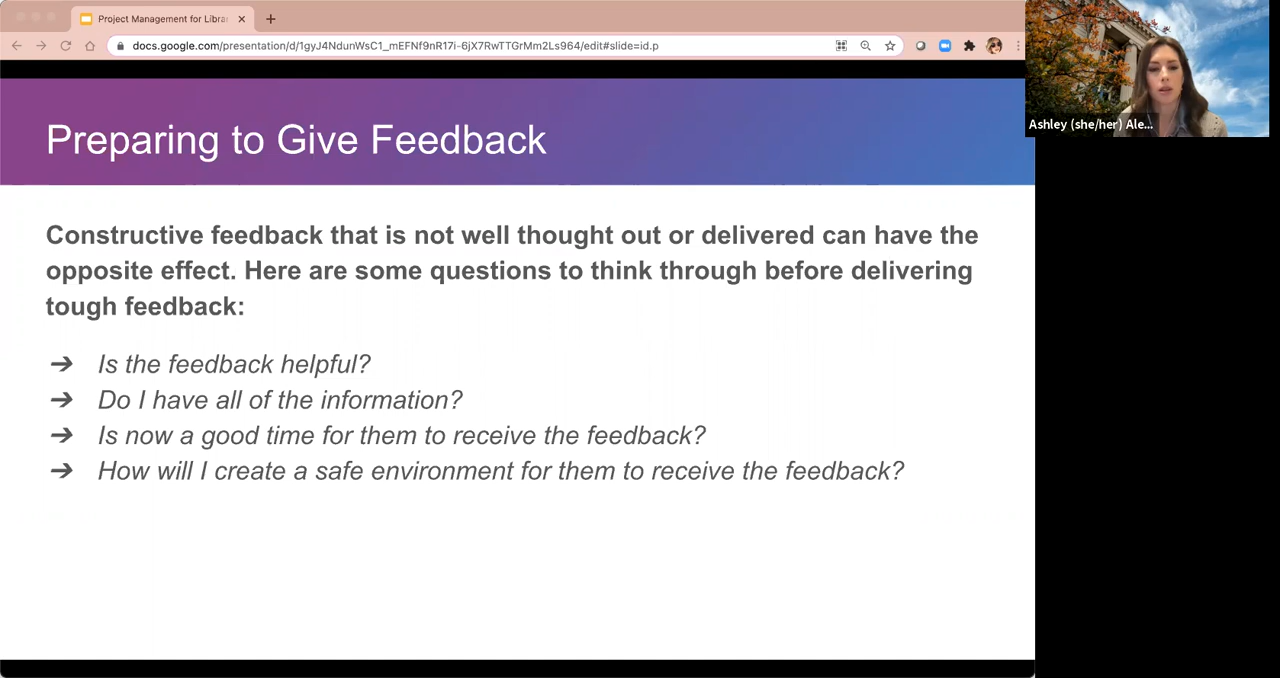 Project Management for Libra
docs.google.com/presentation/d/1gyJ4NdunWsC1_mEFNf9nR17i-6jX7RwTTGrMm2Ls964/edit#slide=id.p
Ashley (she/her) Ale...
Preparing to Give Feedback
Constructive feedback that is not well thought out or delivered can have the
opposite effect. Here are some questions to think through before delivering
tough feedback:
➔ Is the feedback helpful?
➔ Do I have all of the information?
➔ Is now a good time for them to receive the feedback?
➔ How will I create a safe environment for them to receive the feedback?